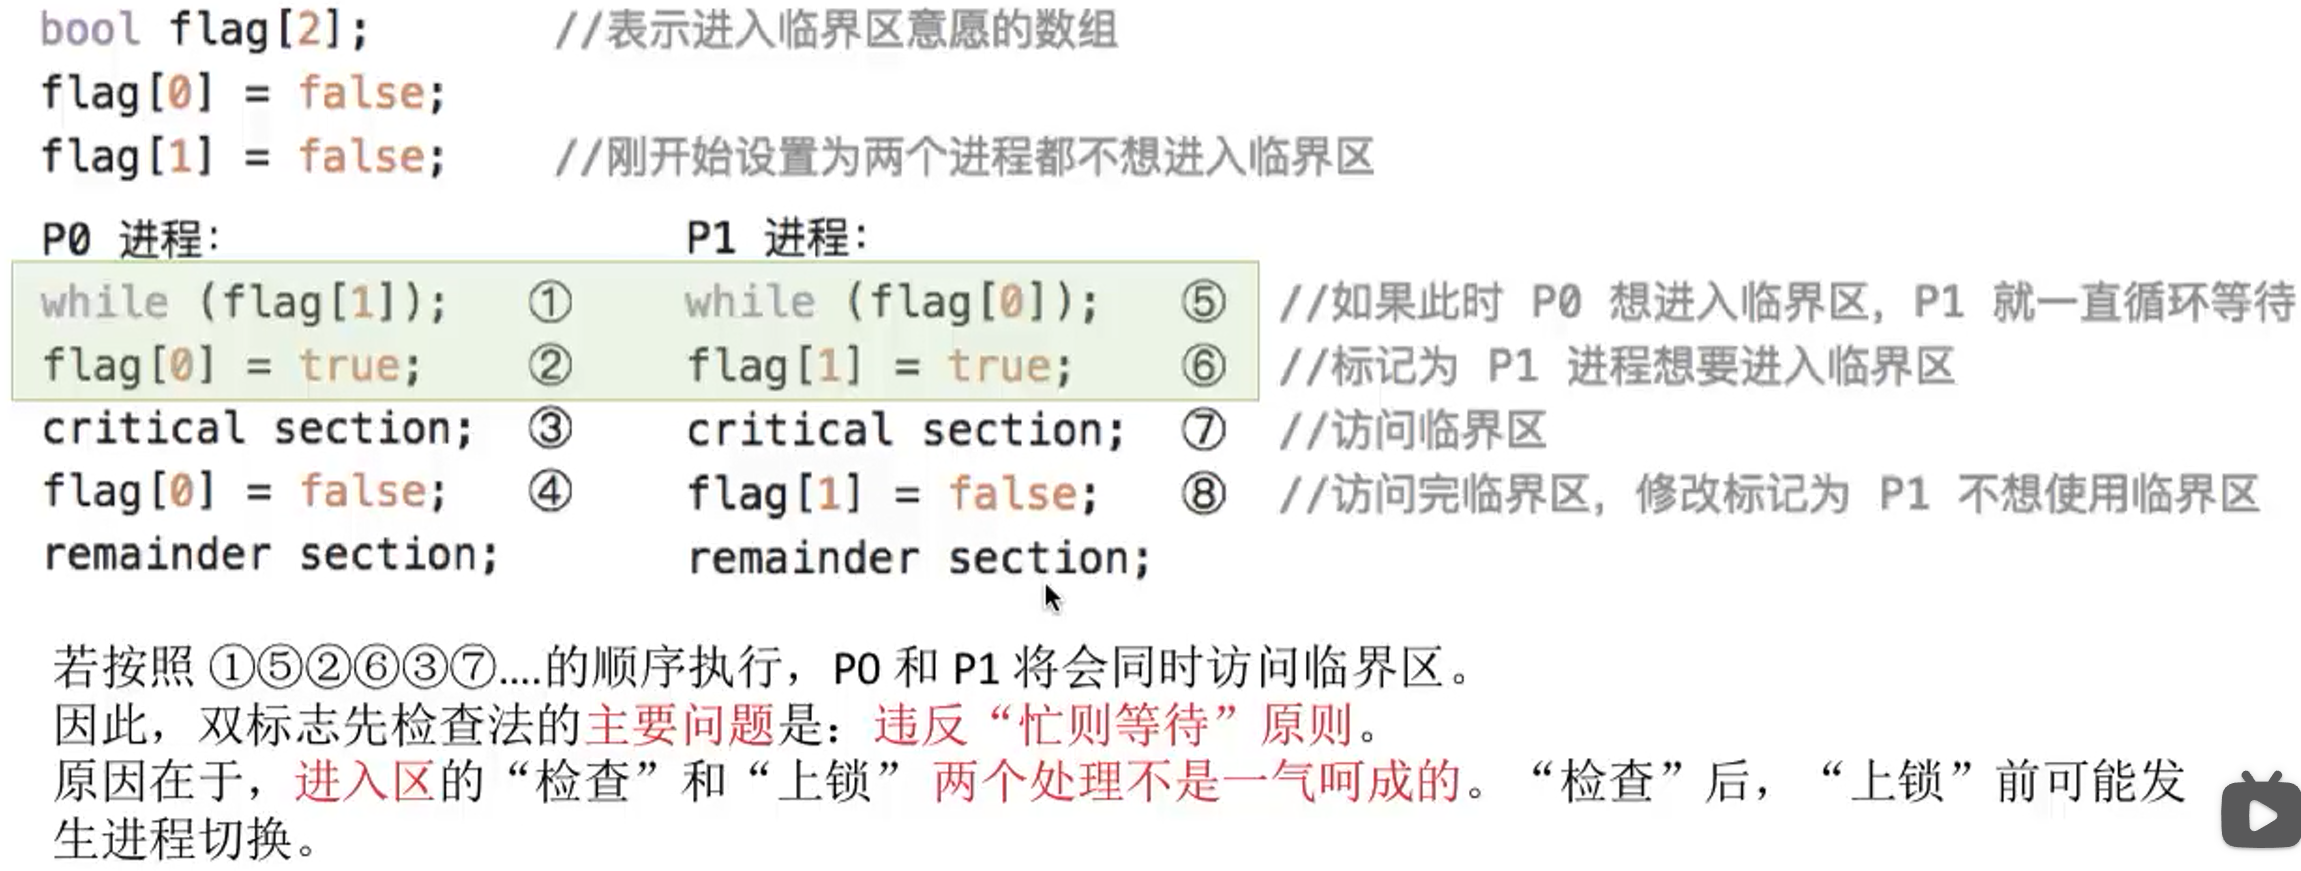 bool flag[2]; //表示进入临界区意愿的数组
flag[0] = false;
flag[1] = false; //刚开始设置为两个进程都不想进入临界区
P0 进程: P1 进程:
while (flag[1]); ① while (flag[0]); ⑤ //如果此时 P0 想进入临界区，P1 就一直循环等待
flag[0] = true; ② flag[1] = true; ⑥ //标记为 P1 进程想要进入临界区
critical section; ③ critical section; ⑦ //访问临界区
flag[0] = false; ④ flag[1] = false; ⑧ //访问完临界区，修改标记为 P1 不想使用临界区
remainder section; remainder section;
若按照 ①⑤②⑥③⑦....的顺序执行，P0 和 P1 将会同时访问临界区。
因此，双标志先检查法的主要问题是：违反“忙则等待”原则。
原因在于，进入区的“检查”和“上锁” 两个处理不是一气呵成的。“检查”后，“上锁”前可能发
生进程切换。